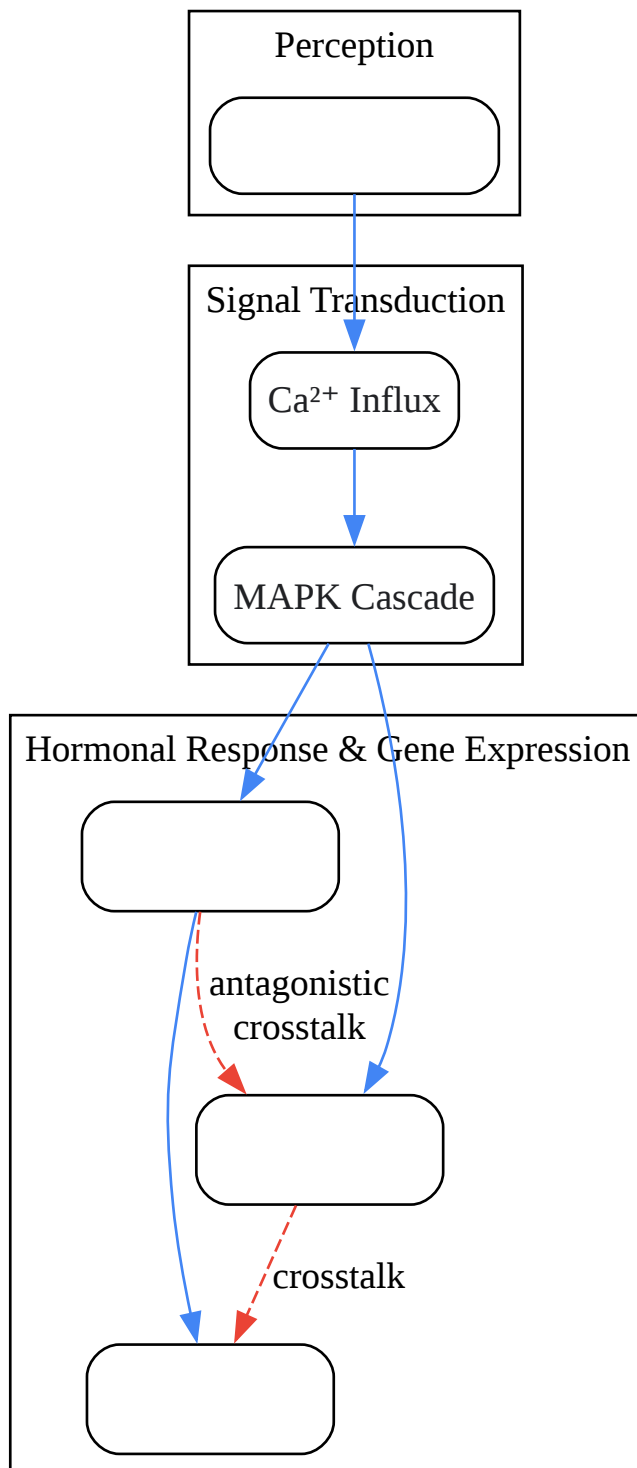 Perception
Signal Transduction
Ca²⁺ Influx
MAPK Cascade
Hormonal Response & Gene Expression
antagonistic
crosstalk
crosstalk